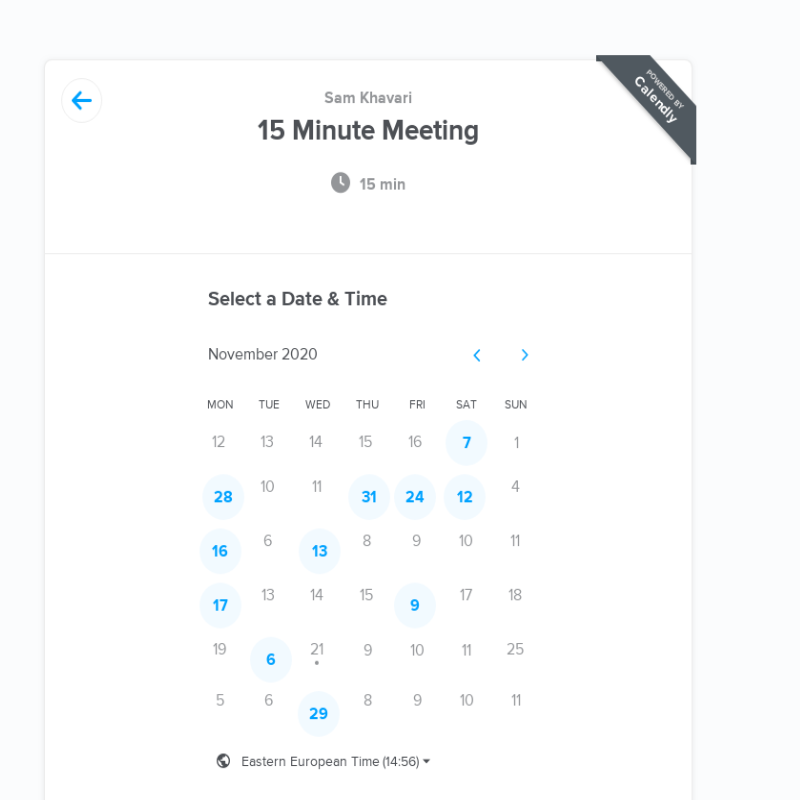 POWERED BY
Calendly
Sam Khavari
15 Minute Meeting
15 min
Select a Date & Time
November 2020
MON TUE WED THU FRI SAT SUN
12 13 14 15 16 7 1
28 10 11 31 24 12 4
16 6 13 8 9 10 11
17 13 14 15 9 17 18
19 6 21 9 10 11 25
5 6 29 8 9 10 11
Eastern European Time (14:56)